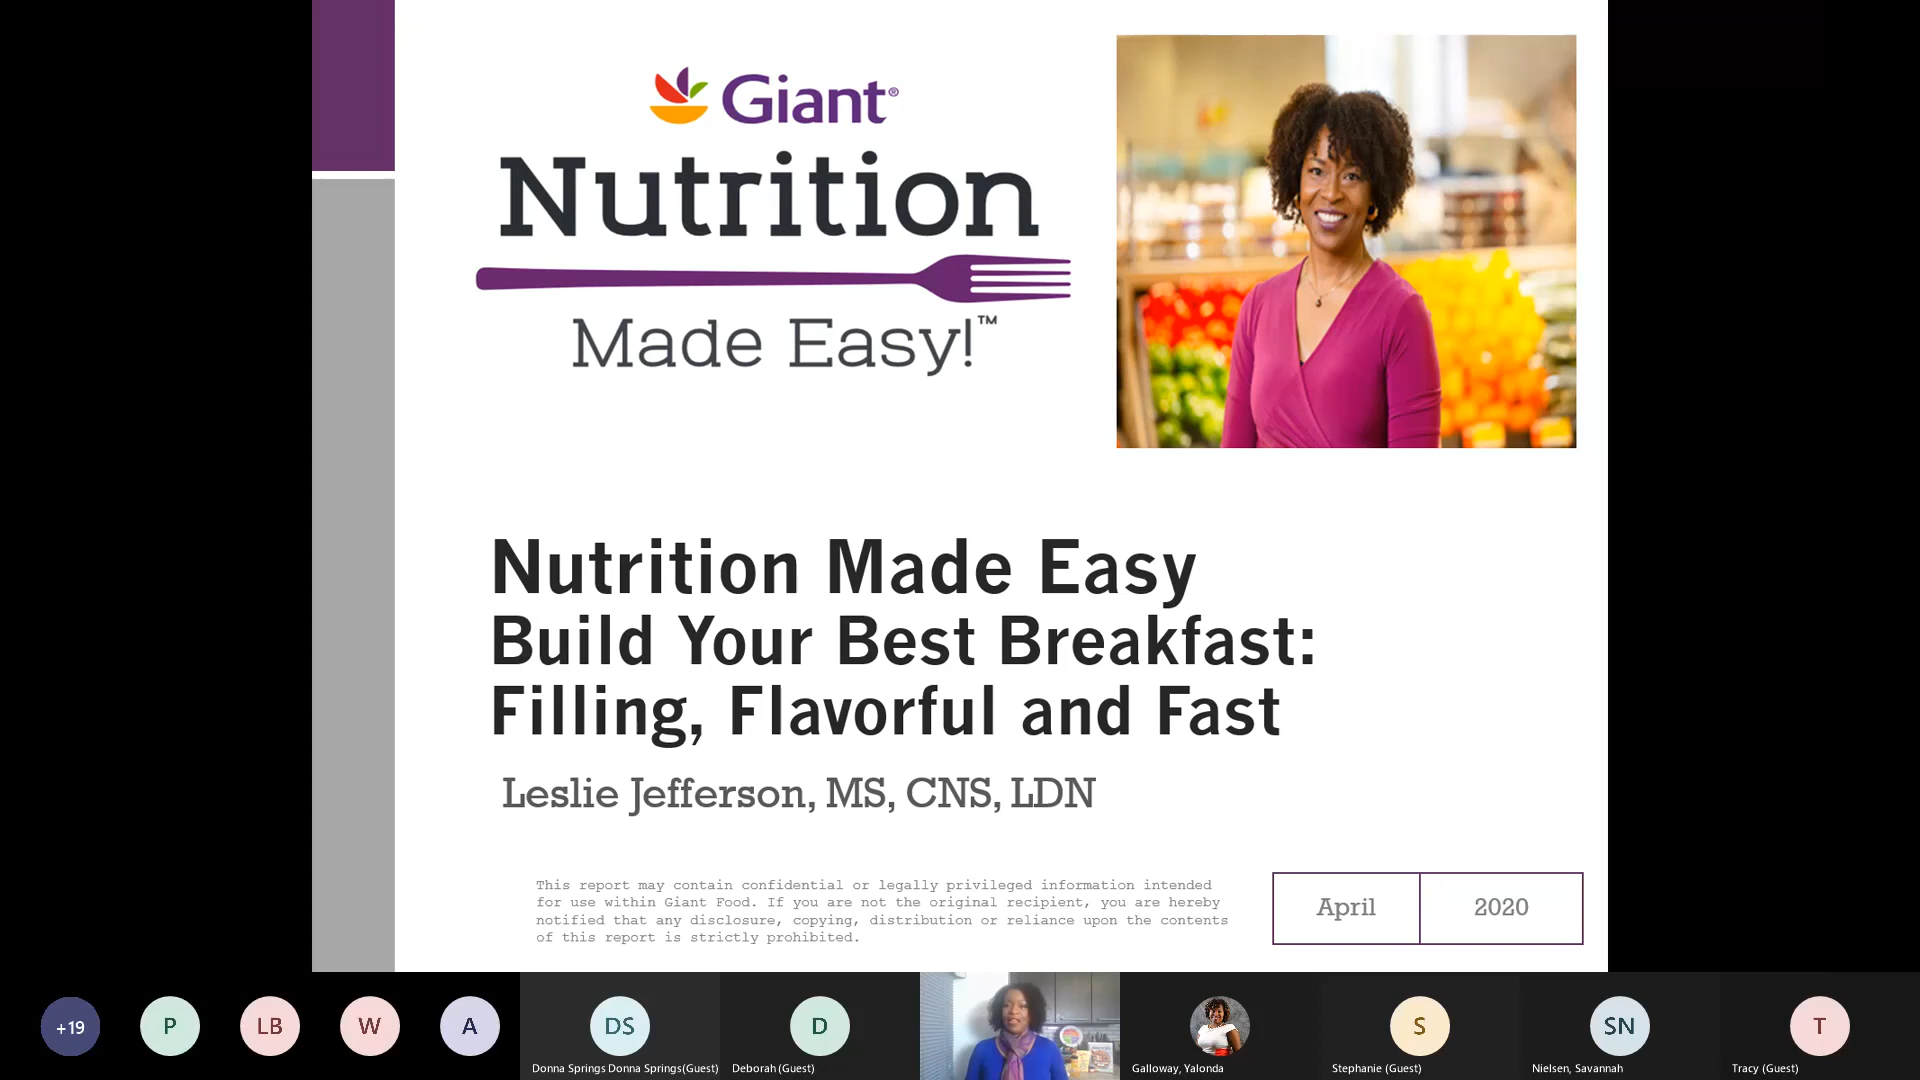 Giant®
Nutrition
Made Easy!™
Nutrition Made Easy
Build Your Best Breakfast:
Filling, Flavorful and Fast
Leslie Jefferson, MS, CNS, LDN
This report may contain confidential or legally privileged information intended
for use within Giant Food. If you are not the original recipient, you are hereby
notified that any disclosure, copying, distribution or reliance upon the contents
of this report is strictly prohibited.
April 2020
+19 P LB W A DS D S SN T
Donna Springs Donna Springs(Guest) Deborah (Guest) Galloway, Yalonda Stephanie (Guest) Nielsen, Savannah Tracy (Guest)